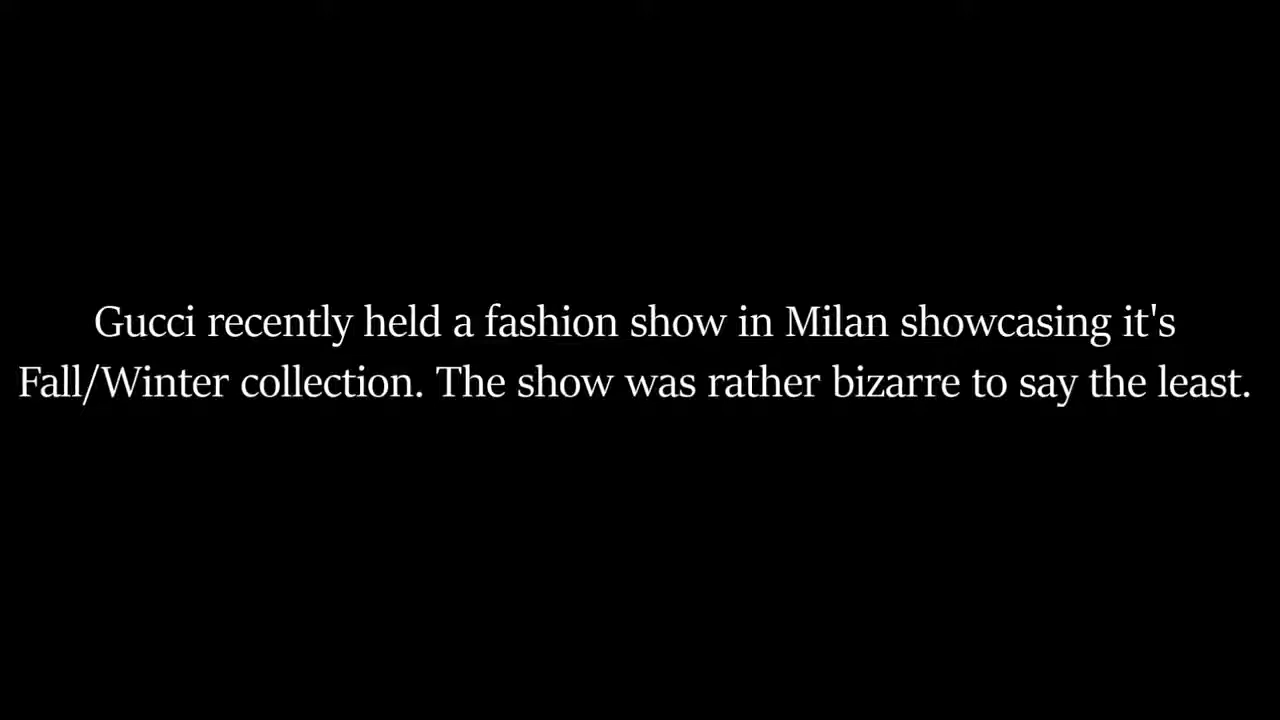 Gucci recently held a fashion show in Milan showcasing it's
Fall/Winter collection. The show was rather bizarre to say the least.